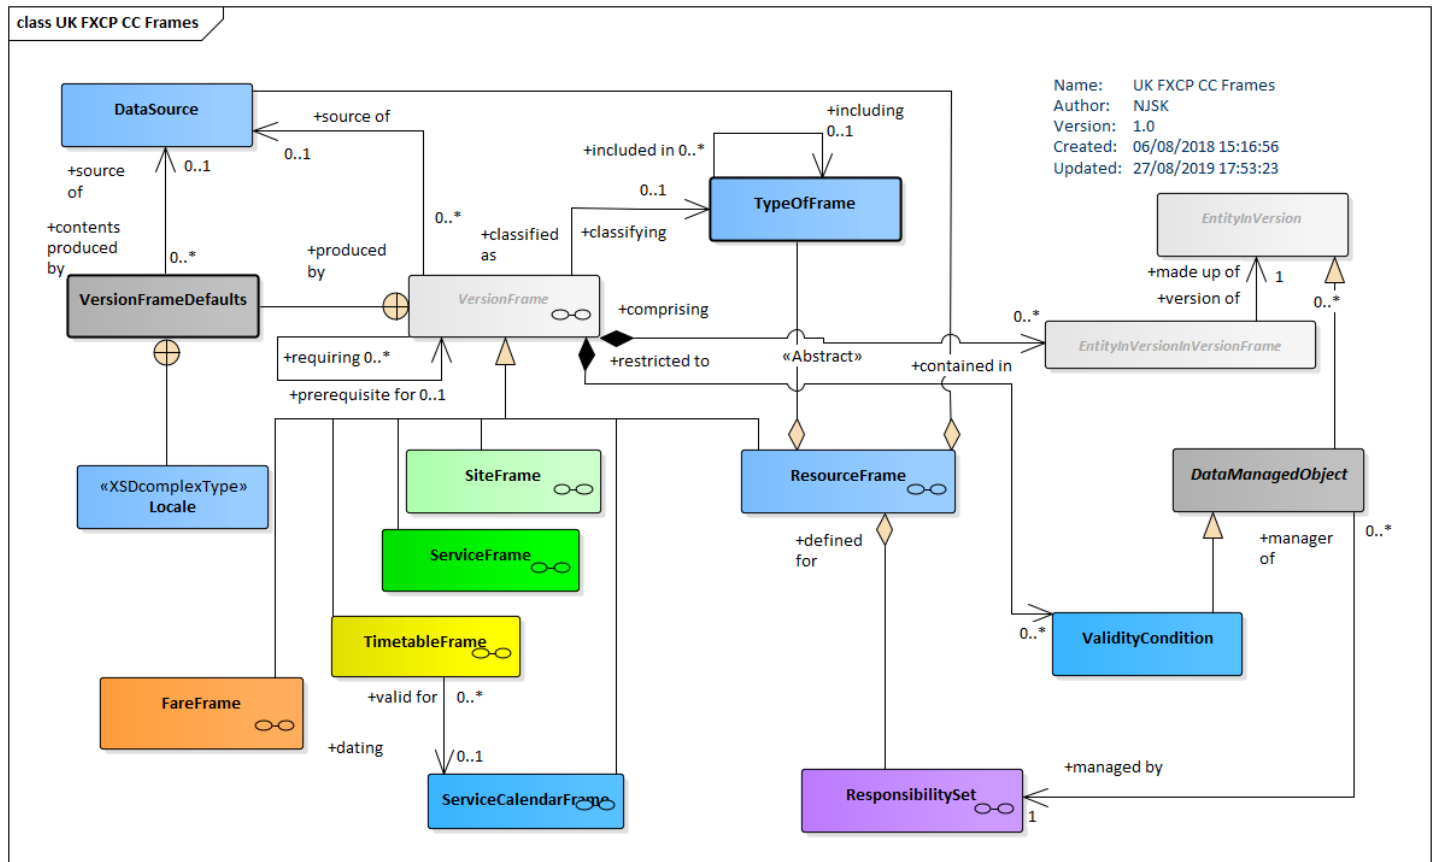 class UK FXCP CC Frames
DataSource
+source of
0..1
+source
of
0..1
+contents
produced
by
0..*
VersionFrameDefaults
+produced
by
0..*
+classified
as
VersionFrame
+including
0..1
+included in 0..*
0..1
+classifying
TypeOfFrame
Name: UK FXCP CC Frames
Author: NJSK
Version: 1.0
Created: 06/08/2018 15:16:56
Updated: 27/08/2019 17:53:23
EntityInVersion
+made up of
1
+version of
0..*
0..*
EntityInVersionInVersionFrame
+comprising
+restricted to
«Abstract»
+contained in
+requiring 0..*
+prerequisite for 0..1
«XSDcomplexType»
Locale
SiteFrame
ServiceFrame
TimetableFrame
FareFrame
+valid for
0..*
+dating
0..1
ServiceCalendarFrame
ResourceFrame
+defined
for
DataManagedObject
+manager
of
0..*
0..*
ValidityCondition
+managed by
1
ResponsibilitySet